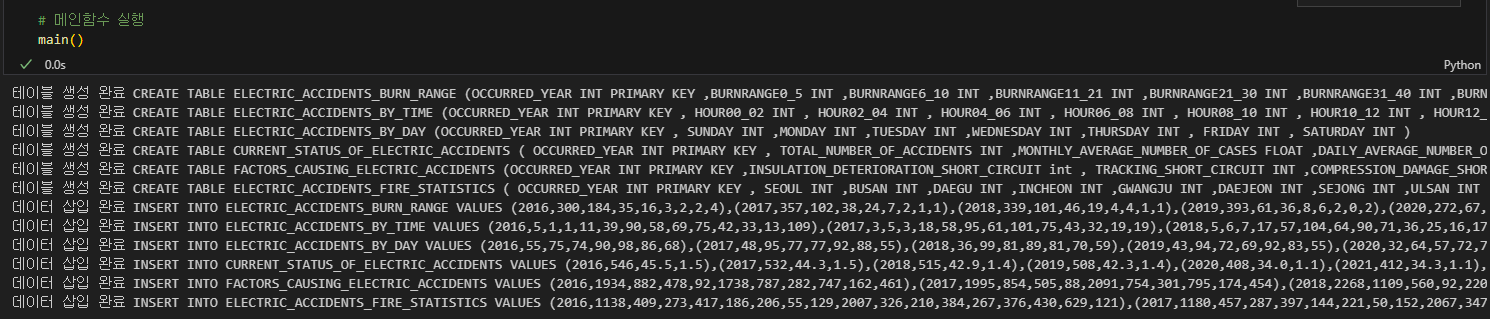 # 메인함수 실행
main()
0.0s
Python
테이블 생성 완료 CREATE TABLE ELECTRIC_ACCIDENTS_BURN_RANGE (OCCURRED_YEAR INT PRIMARY KEY ,BURNRANGE0_5 INT ,BURNRANGE6_10 INT ,BURNRANGE11_21 INT ,BURNRANGE21_30 INT ,BURNRANGE31_40 INT ,BURN
테이블 생성 완료 CREATE TABLE ELECTRIC_ACCIDENTS_BY_TIME (OCCURRED_YEAR INT PRIMARY KEY , HOUR00_02 INT , HOUR02_04 INT , HOUR04_06 INT , HOUR06_08 INT , HOUR08_10 INT , HOUR10_12 INT , HOUR12_
테이블 생성 완료 CREATE TABLE ELECTRIC_ACCIDENTS_BY_DAY (OCCURRED_YEAR INT PRIMARY KEY , SUNDAY INT ,MONDAY INT ,TUESDAY INT ,WEDNESDAY INT ,THURSDAY INT , FRIDAY INT , SATURDAY INT )
테이블 생성 완료 CREATE TABLE CURRENT_STATUS_OF_ELECTRIC_ACCIDENTS ( OCCURRED_YEAR INT PRIMARY KEY , TOTAL_NUMBER_OF_ACCIDENTS INT ,MONTHLY_AVERAGE_NUMBER_OF_CASES FLOAT ,DAILY_AVERAGE_NUMBER_O
테이블 생성 완료 CREATE TABLE FACTORS_CAUSING_ELECTRIC_ACCIDENTS (OCCURRED_YEAR INT PRIMARY KEY ,INSULATION_DETERIORATION_SHORT_CIRCUIT int , TRACKING_SHORT_CIRCUIT INT ,COMPRESSION_DAMAGE_SHOR
테이블 생성 완료 CREATE TABLE ELECTRIC_ACCIDENTS_FIRE_STATISTICS ( OCCURRED_YEAR INT PRIMARY KEY , SEOUL INT ,BUSAN INT ,DAEGU INT ,INCHEON INT ,GWANGJU INT ,DAEJEON INT ,SEJONG INT ,ULSAN INT
데이터 삽입 완료 INSERT INTO ELECTRIC_ACCIDENTS_BURN_RANGE VALUES (2016,300,184,35,16,3,2,2,4),(2017,357,102,38,24,7,2,1,1),(2018,339,101,46,19,4,4,1,1),(2019,393,61,36,8,6,2,0,2),(2020,272,67,
데이터 삽입 완료 INSERT INTO ELECTRIC_ACCIDENTS_BY_TIME VALUES (2016,5,1,1,11,39,90,58,69,75,42,33,13,109),(2017,3,5,3,18,58,95,61,101,75,43,32,19,19),(2018,5,6,7,17,57,104,64,90,71,36,25,16,17
데이터 삽입 완료 INSERT INTO ELECTRIC_ACCIDENTS_BY_DAY VALUES (2016,55,75,74,90,98,86,68),(2017,48,95,77,77,92,88,55),(2018,36,99,81,89,81,70,59),(2019,43,94,72,69,92,83,55),(2020,32,64,57,72,7
데이터 삽입 완료 INSERT INTO CURRENT_STATUS_OF_ELECTRIC_ACCIDENTS VALUES (2016,546,45.5,1.5),(2017,532,44.3,1.5),(2018,515,42.9,1.4),(2019,508,42.3,1.4),(2020,408,34.0,1.1),(2021,412,34.3,1.1),
데이터 삽입 완료 INSERT INTO FACTORS_CAUSING_ELECTRIC_ACCIDENTS VALUES (2016,1934,882,478,92,1738,787,282,747,162,461),(2017,1995,854,505,88,2091,754,301,795,174,454),(2018,2268,1109,560,92,220
데이터 삽입 완료 INSERT INTO ELECTRIC_ACCIDENTS_FIRE_STATISTICS VALUES (2016,1138,409,273,417,186,206,55,129,2007,326,210,384,267,376,430,629,121),(2017,1180,457,287,397,144,221,50,152,2067,347